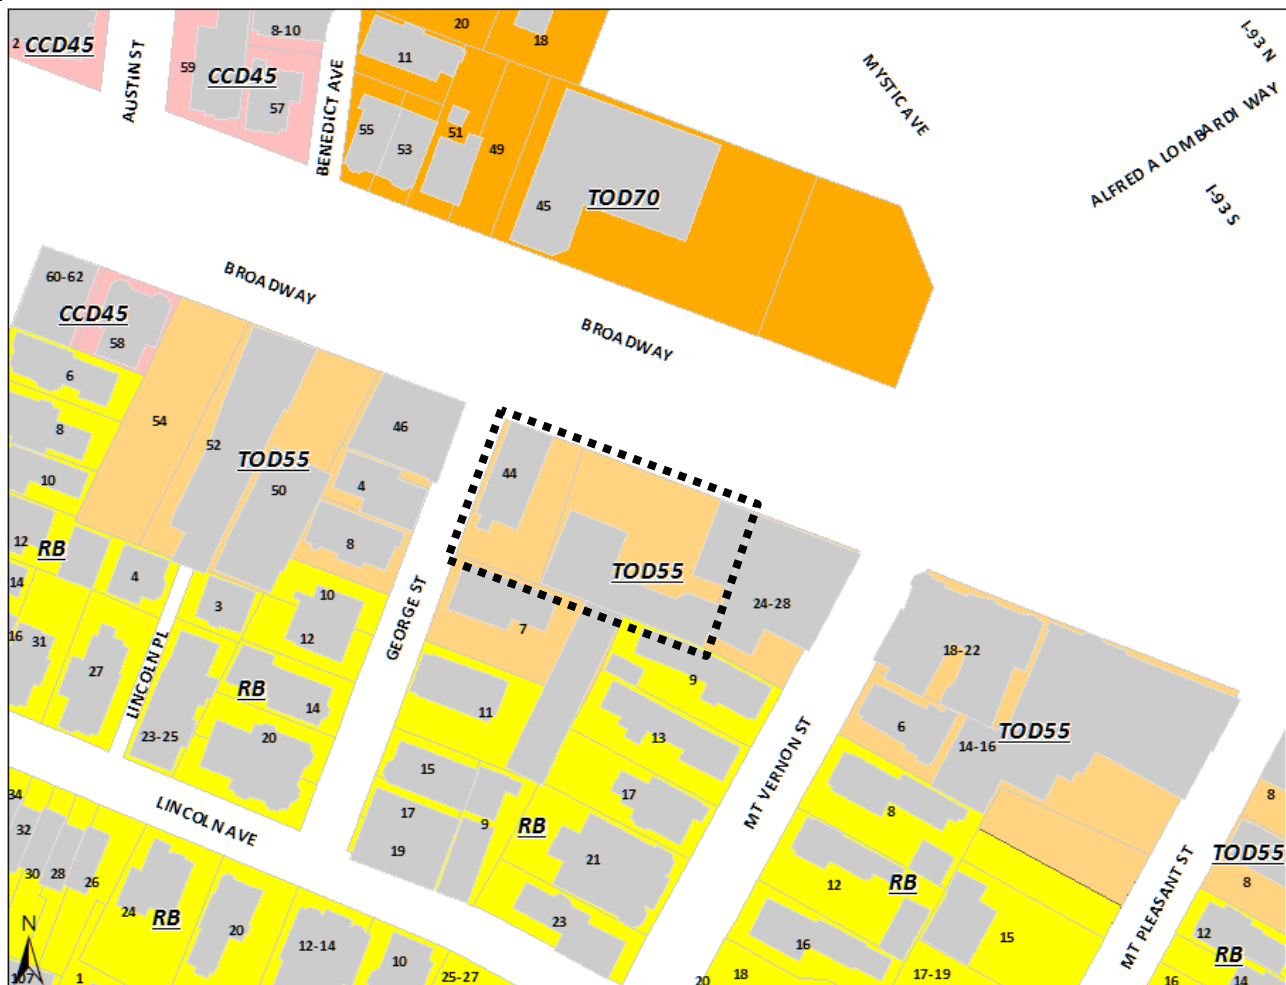 2
CCD45
AUSTIN ST
59
CCD45
8-10
57
BENEDICT AVE
11
20
18
55
53
51
49
45
TOD70
MYSTIC AVE
I-93 N
ALFRED A LOMBARDI WAY
I-93 S
60-62
CCD45
58
BROADWAY
BROADWAY
6
8
10
54
52
TOD55
50
46
4
8
44
TOD55
24-28
12
RB
14
16
31
4
27
LINCOLN PL
3
10
12
RB
14
23-25
20
GEORGE ST
7
11
9
13
17
15
17
19
9
RB
21
23
MT VERNON ST
18-22
6
14-16
TOD55
8
12
RB
16
15
17-19
18
20
MT PLEASANT ST
8
TOD55
8
12
RB
14
16
LINCOLN AVE
34
32
30
28
26
24
RB
20
12-14
10
25-27
N
107
1